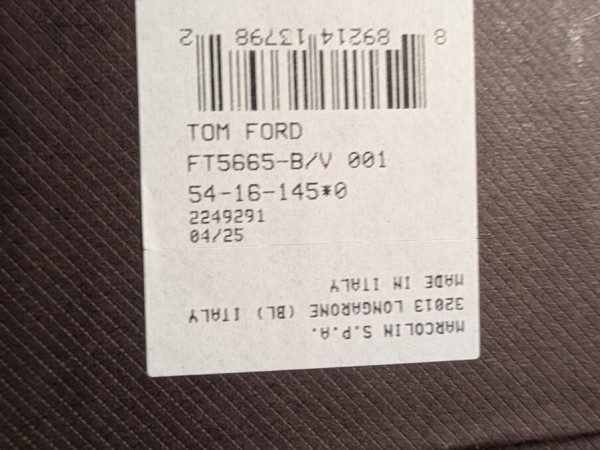 8 89214 13798 2
TOM FORD
FT5665-B/V 001
54-16-145*0
2249291
04/25
MARCOLIN S.P.A.
32013 LONGARONE (BL) ITALY
MADE IN ITALY